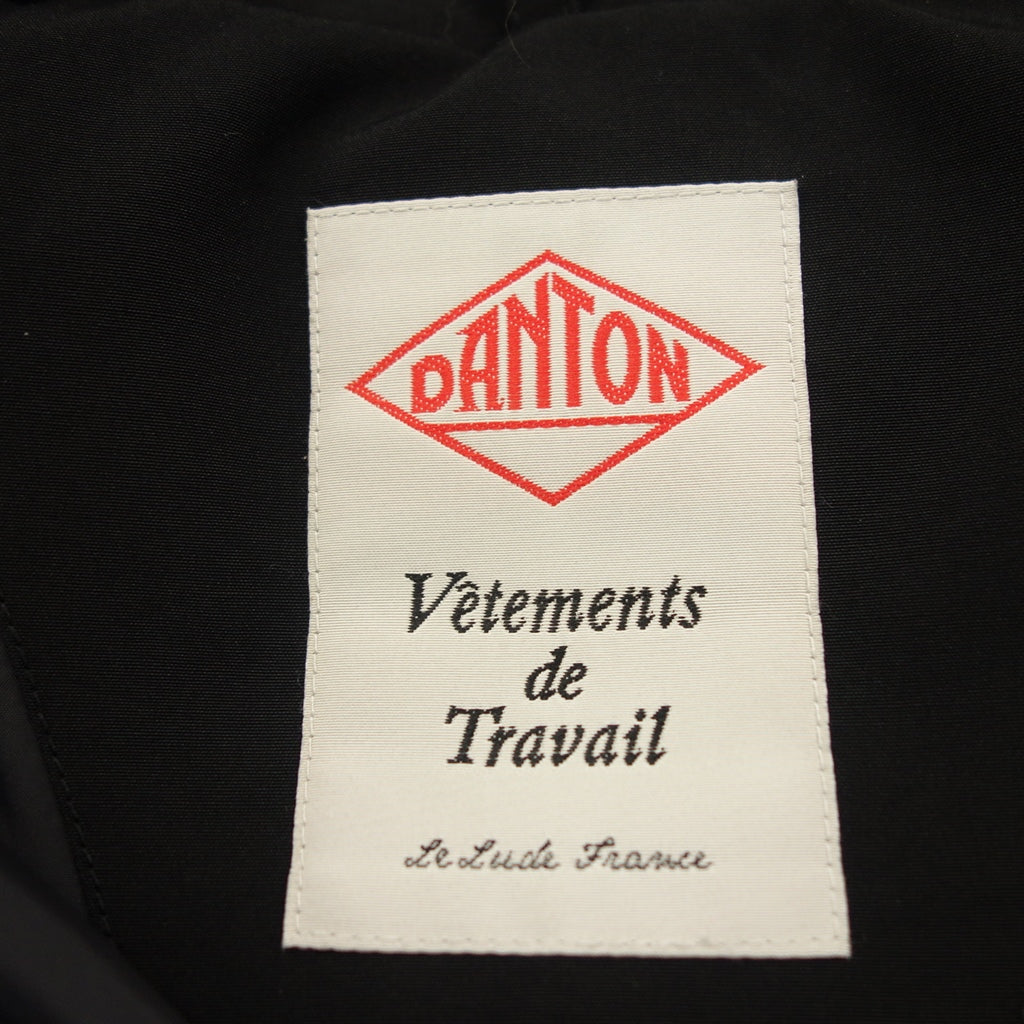 DANTON
Vêtements
de
Travail
Le Lude France